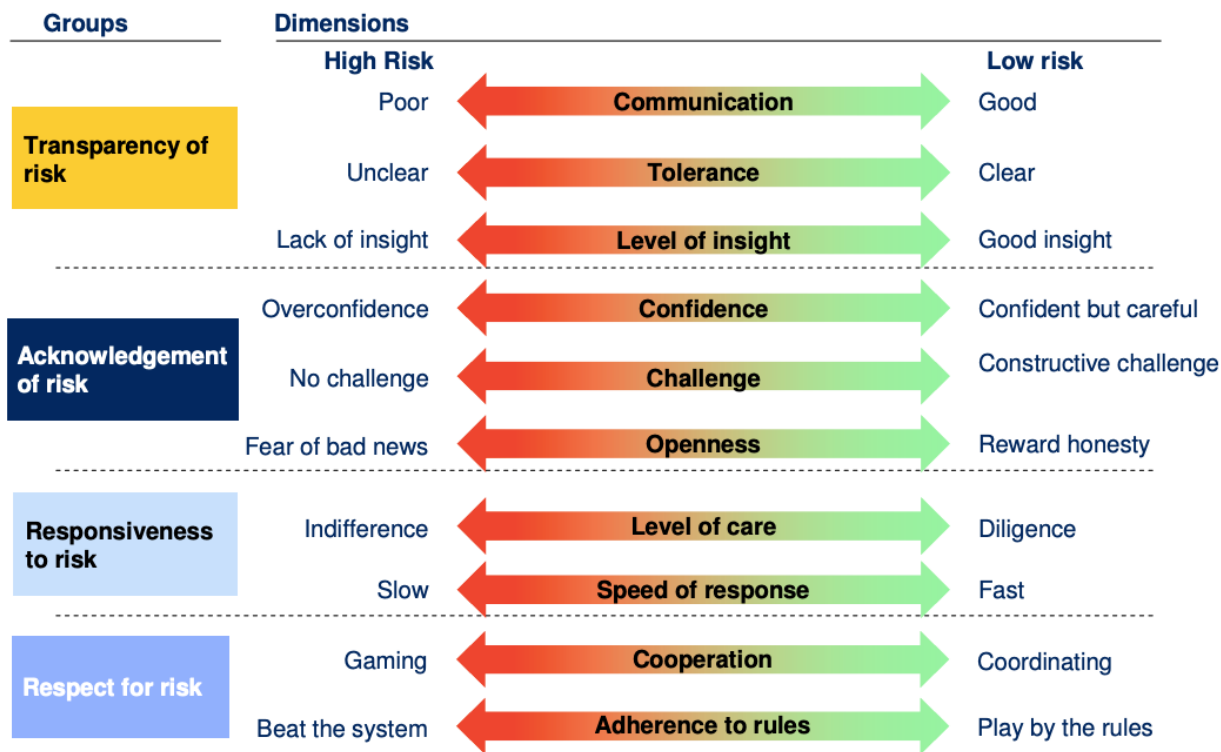 Groups Dimensions
High Risk Low risk
Transparency of
risk
Poor Communication Good
Unclear Tolerance Clear
Lack of insight Level of insight Good insight
Acknowledgement
of risk
Overconfidence Confidence Confident but careful
No challenge Challenge Constructive challenge
Fear of bad news Openness Reward honesty
Responsiveness
to risk
Indifference Level of care Diligence
Slow Speed of response Fast
Respect for risk
Gaming Cooperation Coordinating
Beat the system Adherence to rules Play by the rules